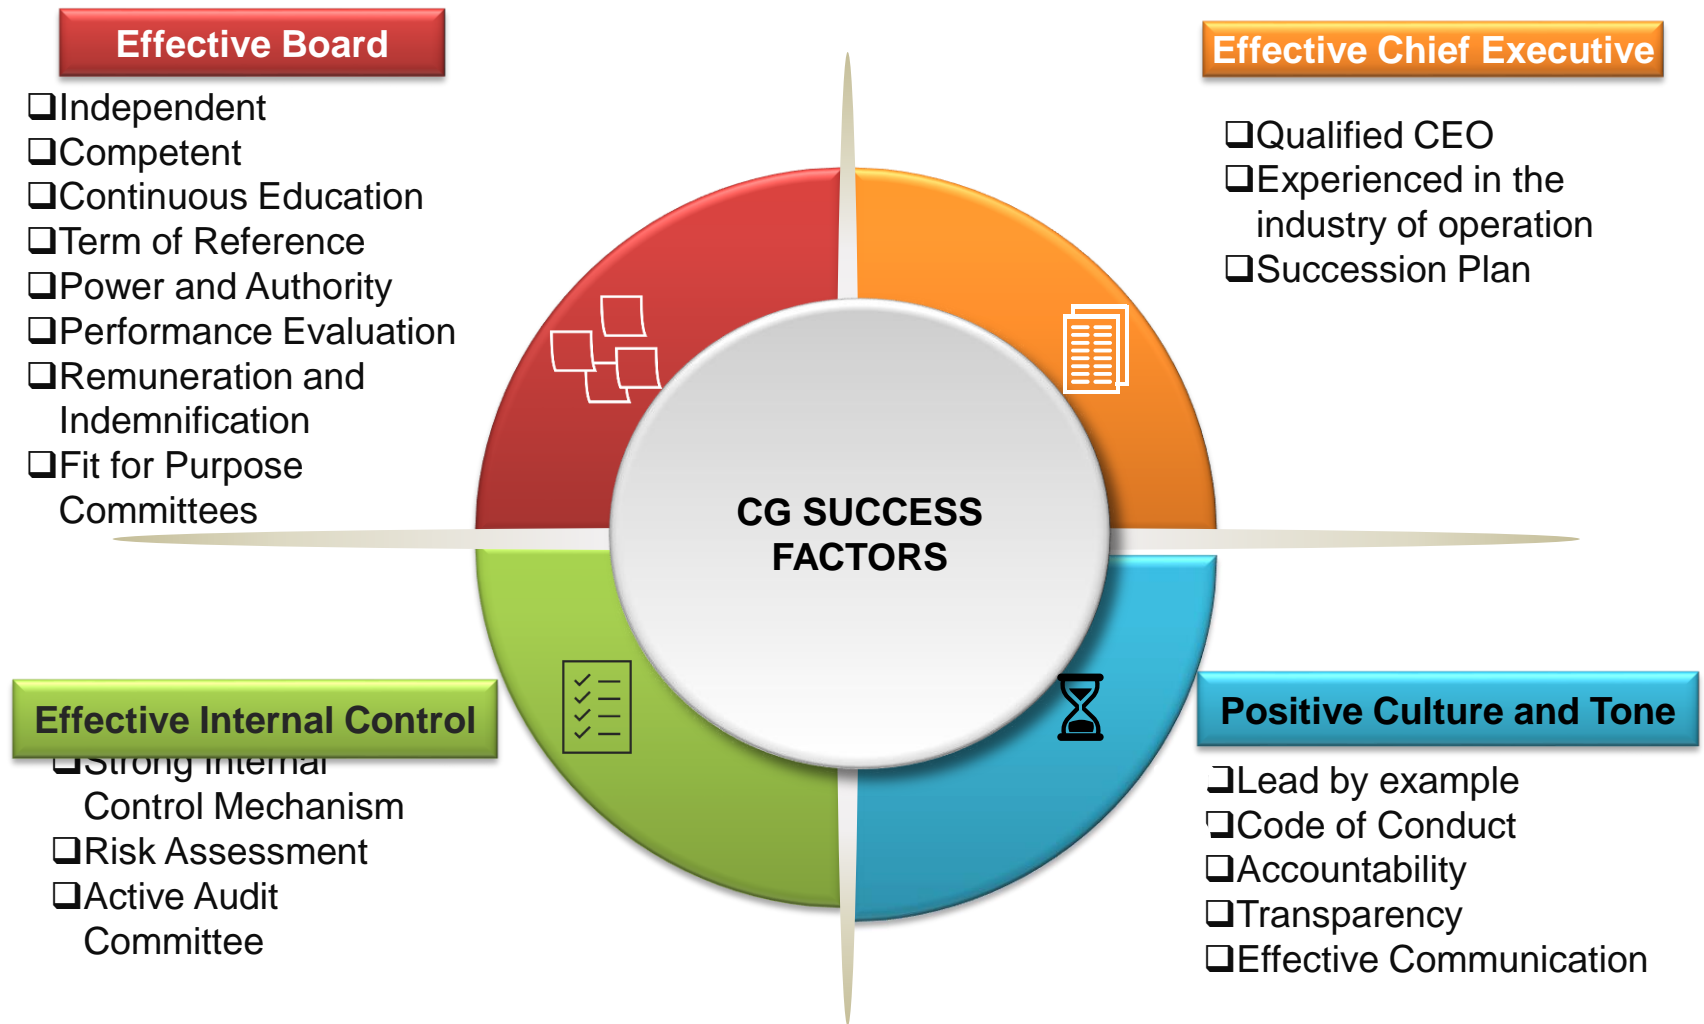 Effective Board
❑Independent
❑Competent
❑Continuous Education
❑Term of Reference
❑Power and Authority
❑Performance Evaluation
❑Remuneration and
Indemnification
❑Fit for Purpose
Committees
Effective Chief Executive
❑Qualified CEO
❑Experienced in the
industry of operation
❑Succession Plan
CG SUCCESS
FACTORS
Effective Internal Control
❑Strong Internal
Control Mechanism
❑Risk Assessment
❑Active Audit
Committee
Positive Culture and Tone
❑Lead by example
❑Code of Conduct
❑Accountability
❑Transparency
❑Effective Communication